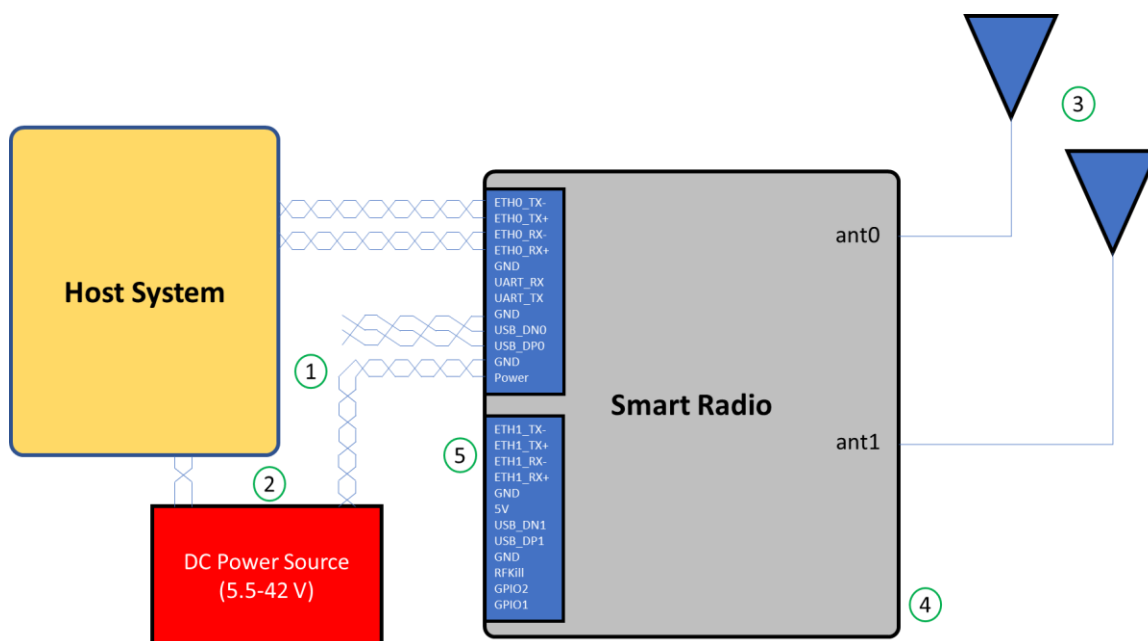 3
Host System
ETH0_TX-
ETH0_TX+
ETH0_RX-
ETH0_RX+
GND
UART_RX
UART_TX
GND
USB_DN0
USB_DP0
GND
Power
ant0
1
Smart Radio
ETH1_TX-
ETH1_TX+
ETH1_RX-
ETH1_RX+
GND
5V
USB_DN1
USB_DP1
GND
RFKill
GPIO2
GPIO1
ant1
5
2
DC Power Source
(5.5-42 V)
4